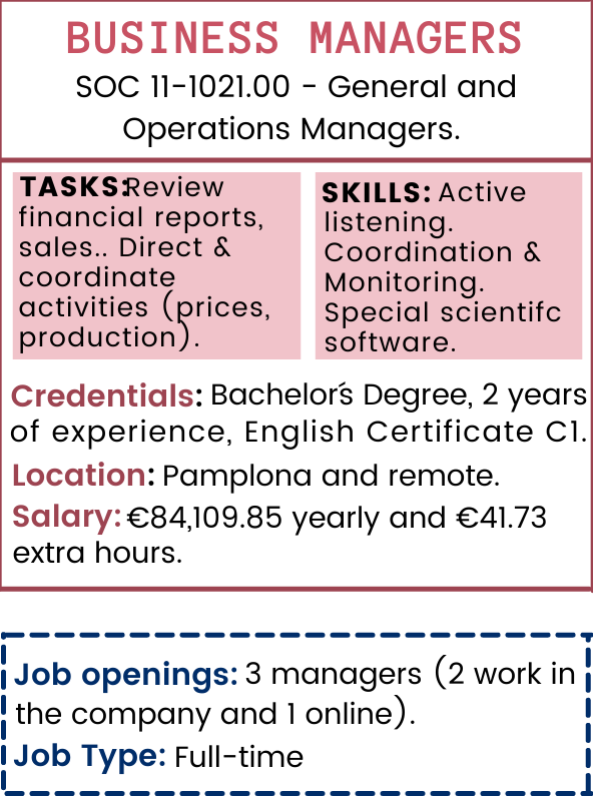 BUSINESS MANAGERS
SOC 11-1021.00 - General and
Operations Managers.
TASKS:Review
financial reports,
sales.. Direct &
coordinate
activities (prices,
production).
SKILLS: Active
listening.
Coordination &
Monitoring.
Special scientifc
software.
Credentials: Bachelor´s Degree, 2 years
of experience, English Certificate C1.
Location: Pamplona and remote.
Salary: €84,109.85 yearly and €41.73
extra hours.
Job openings: 3 managers (2 work in
the company and 1 online).
Job Type: Full-time